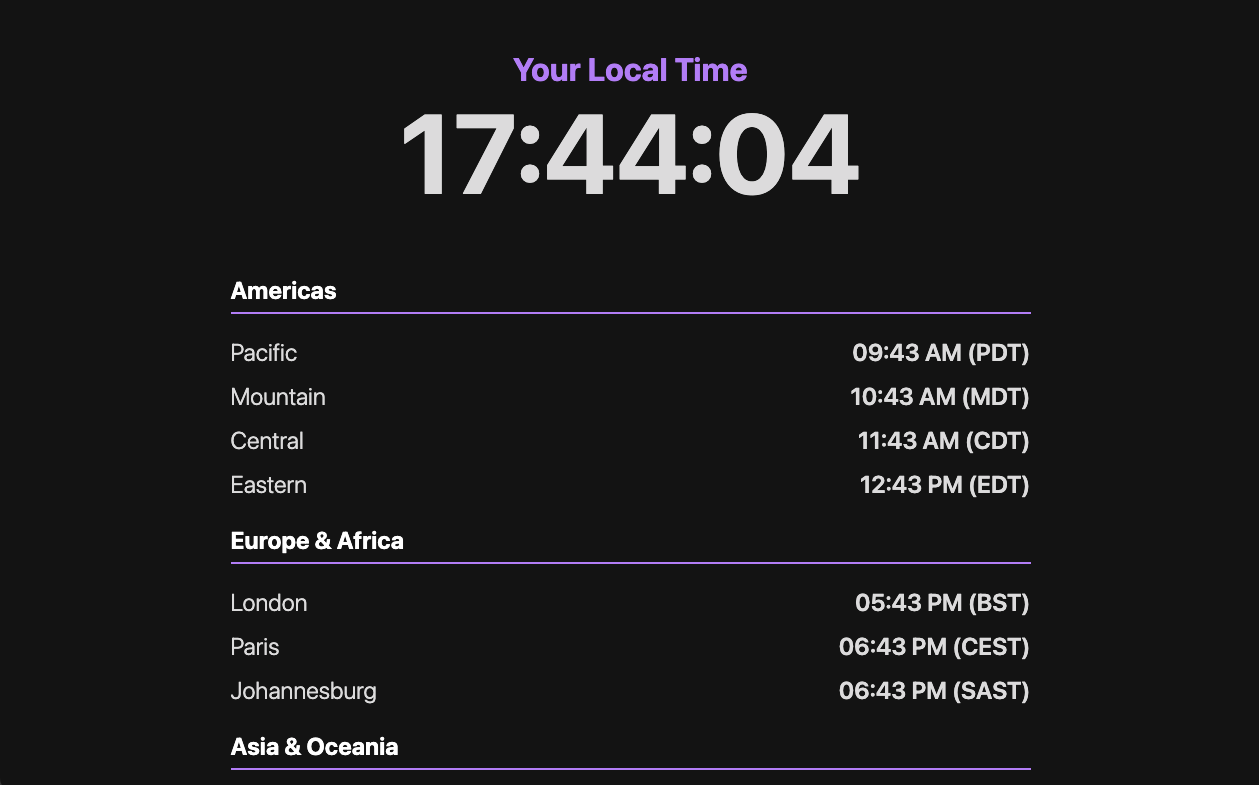 Your Local Time
17:44:04
Americas
Pacific 09:43 AM (PDT)
Mountain 10:43 AM (MDT)
Central 11:43 AM (CDT)
Eastern 12:43 PM (EDT)
Europe & Africa
London 05:43 PM (BST)
Paris 06:43 PM (CEST)
Johannesburg 06:43 PM (SAST)
Asia & Oceania